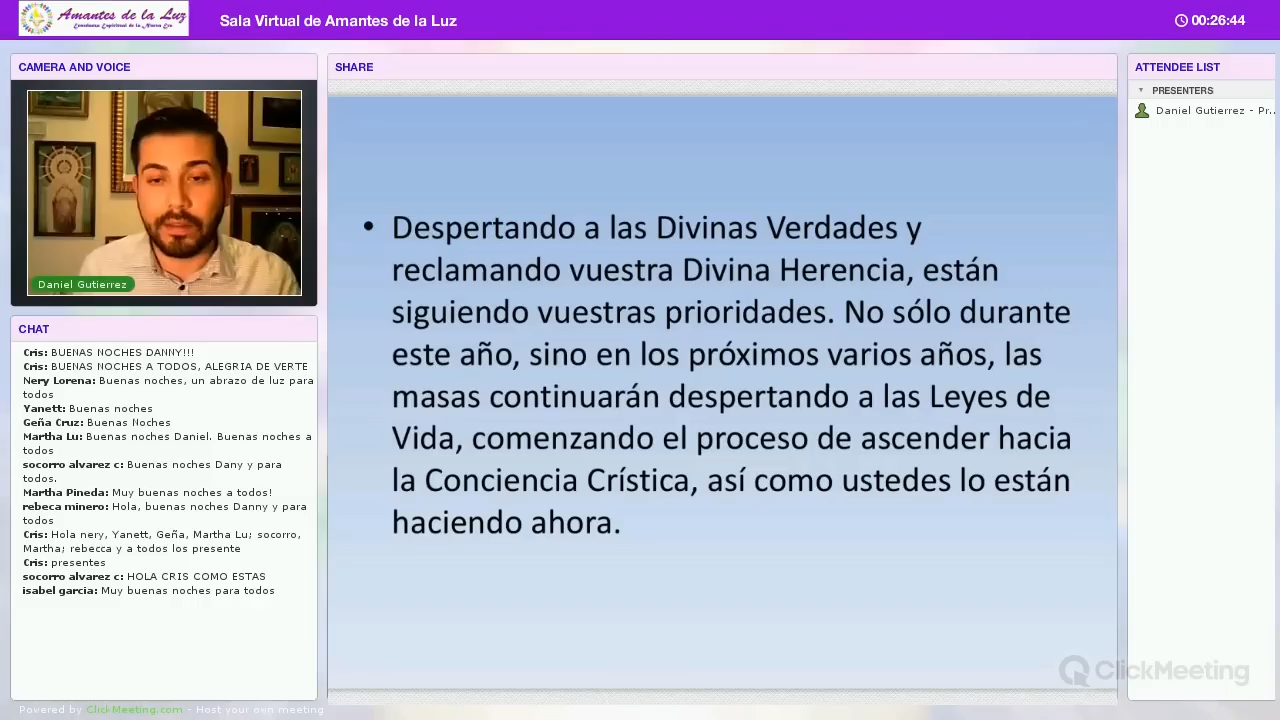 Amantes de la Luz
Enseñanza Espiritual de la Nueva Era
Sala Virtual de Amantes de la Luz
00:26:44
CAMERA AND VOICE
Daniel Gutierrez
CHAT
Cris: BUENAS NOCHES DANNY!!!
Cris: BUENAS NOCHES A TODOS, ALEGRIA DE VERTE
Nery Lorena: Buenas noches, un abrazo de luz para
todos
Yanett: Buenas noches
Geña Cruz: Buenas Noches
Martha Lu: Buenas noches Daniel. Buenas noches a
todos
socorro alvarez c: Buenas noches Dany y para
todos.
Martha Pineda: Muy buenas noches a todos!
rebeca minero: Hola, buenas noches Danny y para
todos
Cris: Hola nery, Yanett, Geña, Martha Lu; socorro,
Martha; rebecca y a todos los presente
Cris: presentes
socorro alvarez c: HOLA CRIS COMO ESTAS
isabel garcia: Muy buenas noches para todos
Powered by ClickMeeting.com - Host your own meeting
SHARE
• Despertando a las Divinas Verdades y
reclamando vuestra Divina Herencia, están
siguiendo vuestras prioridades. No sólo durante
este año, sino en los próximos varios años, las
masas continuarán despertando a las Leyes de
Vida, comenzando el proceso de ascender hacia
la Conciencia Crística, así como ustedes lo están
haciendo ahora.
ClickMeeting
ATTENDEE LIST
PRESENTERS
Daniel Gutierrez - Pr...